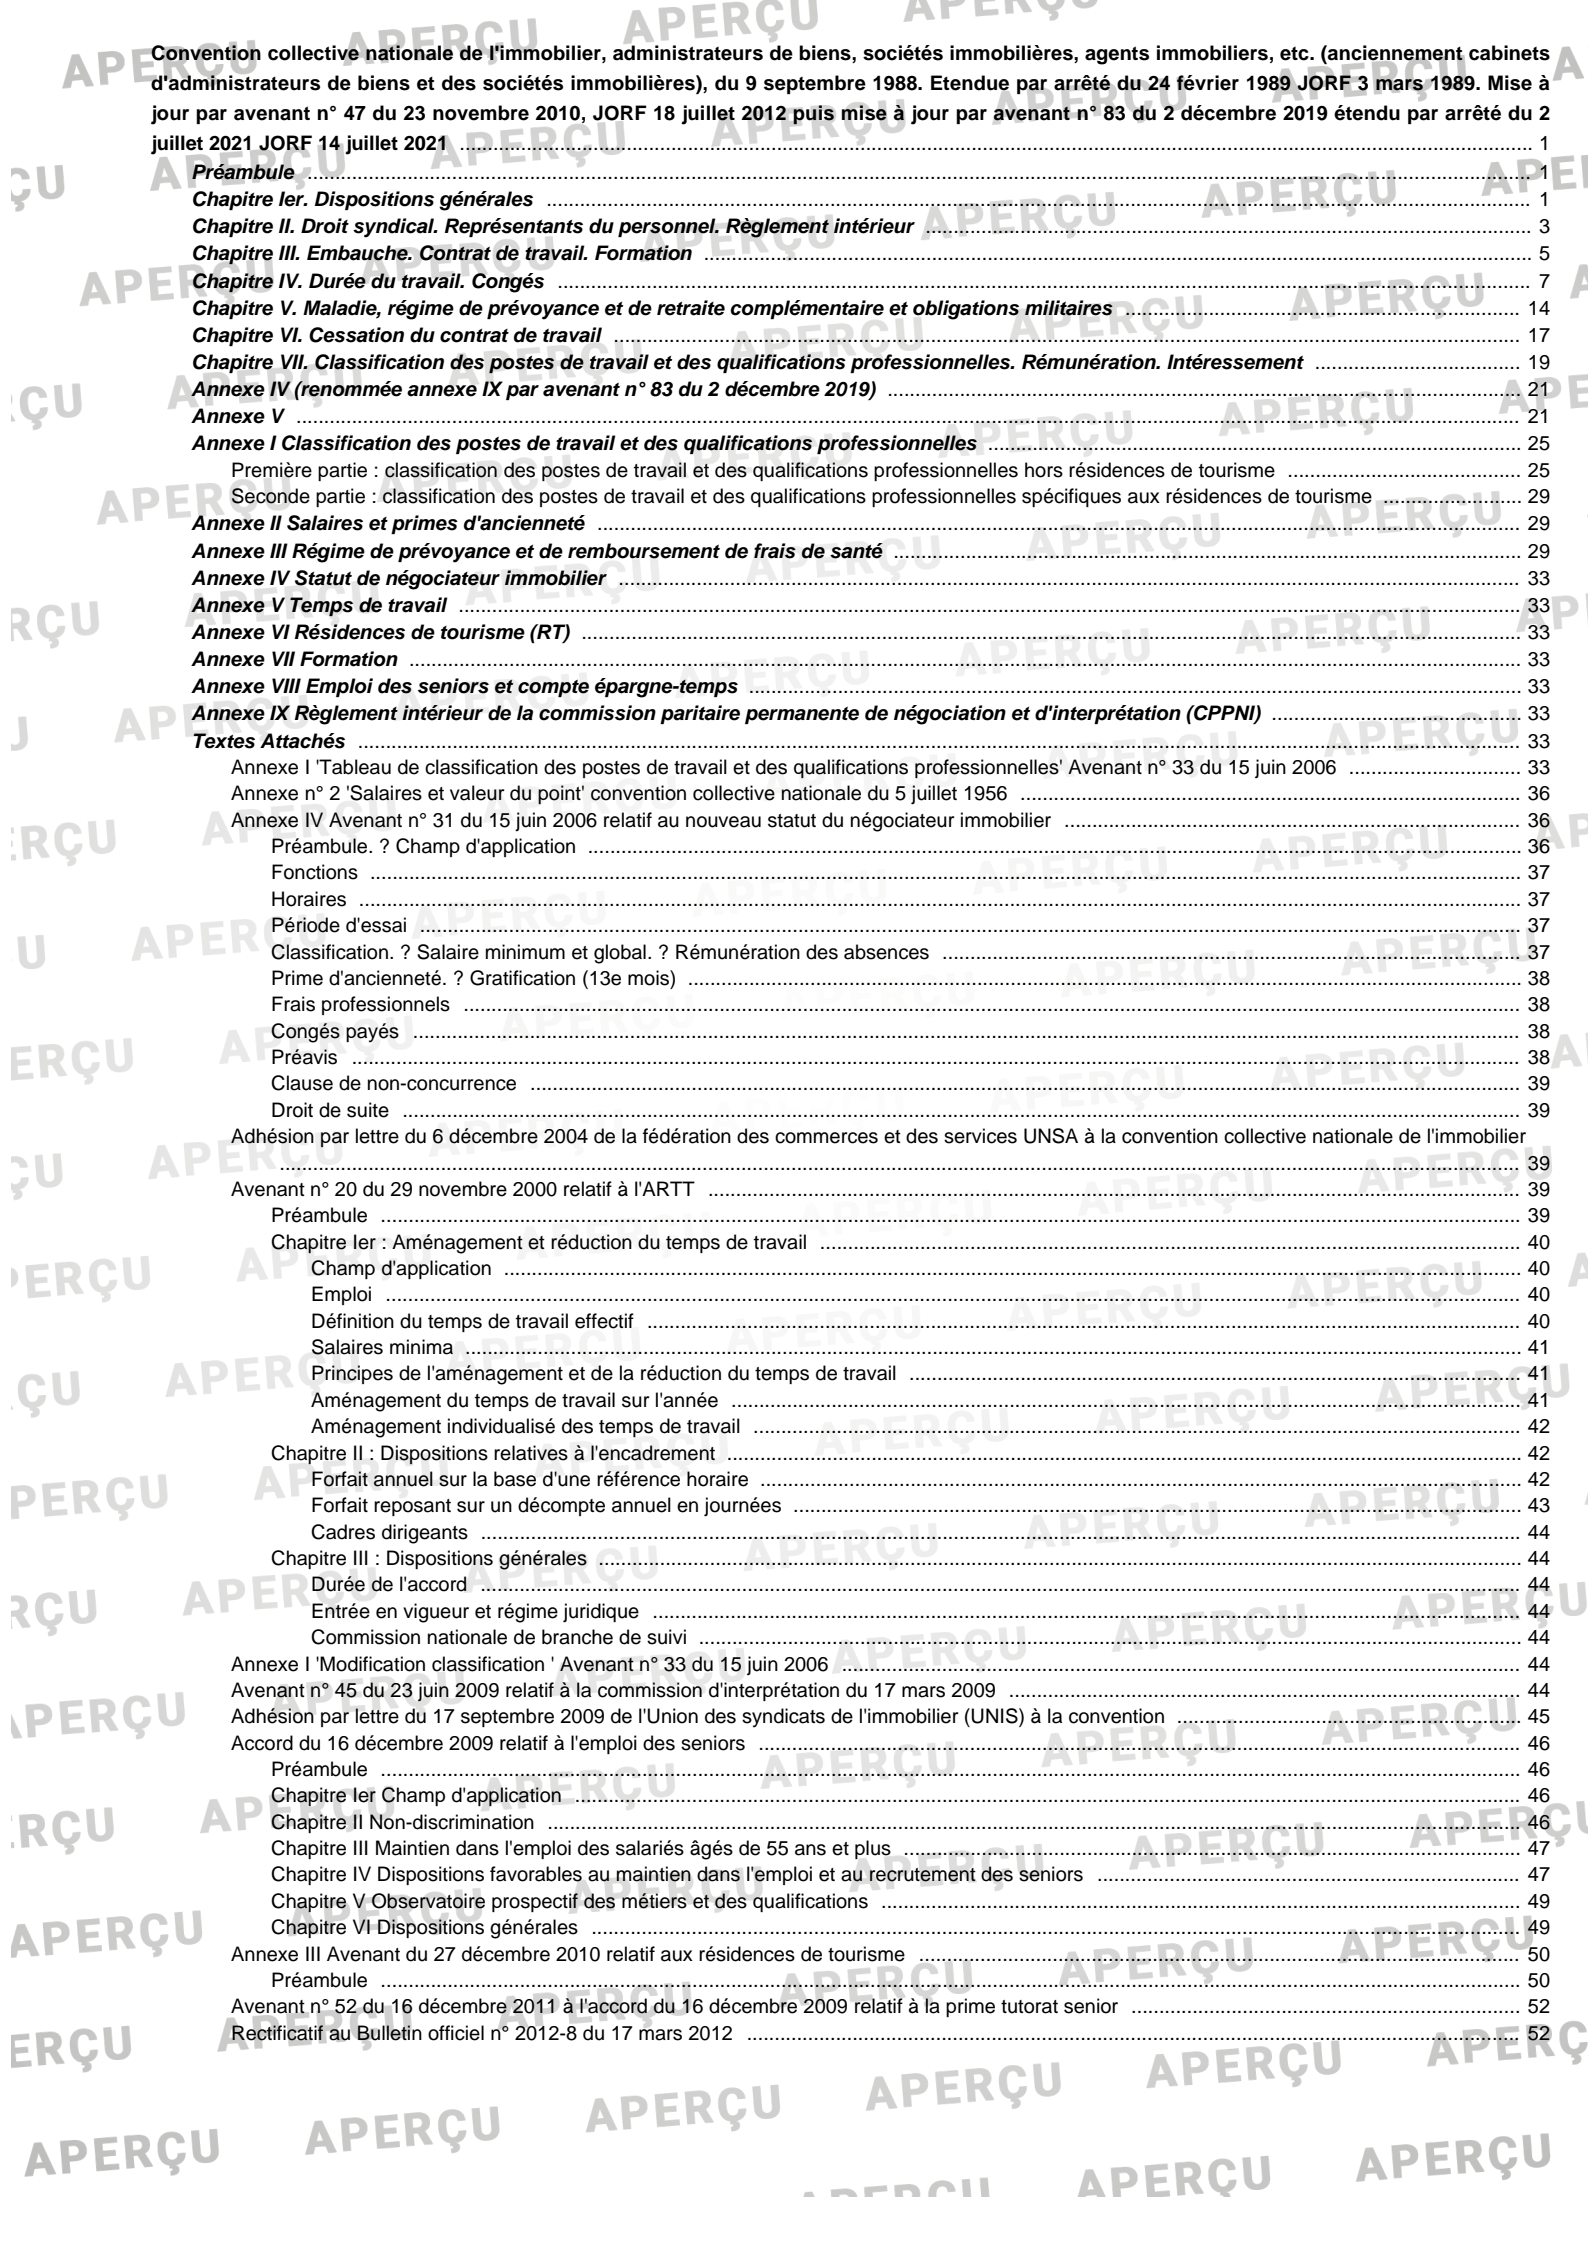 Convention collective nationale de l'immobilier, administrateurs de biens, sociétés immobilières, agents immobiliers, etc. (anciennement cabinets
d'administrateurs de biens et des sociétés immobilières), du 9 septembre 1988. Etendue par arrêté du 24 février 1989 JORF 3 mars 1989. Mise à
jour par avenant n° 47 du 23 novembre 2010, JORF 18 juillet 2012 puis mise à jour par avenant n° 83 du 2 décembre 2019 étendu par arrêté du 2
juillet 2021 JORF 14 juillet 2021 ... 1
Préambule ... 1
Chapitre Ier. Dispositions générales ... 1
Chapitre II. Droit syndical. Représentants du personnel. Règlement intérieur ... 3
Chapitre III. Embauche. Contrat de travail. Formation ... 5
Chapitre IV. Durée du travail. Congés ... 7
Chapitre V. Maladie, régime de prévoyance et de retraite complémentaire et obligations militaires ... 14
Chapitre VI. Cessation du contrat de travail ... 17
Chapitre VII. Classification des postes de travail et des qualifications professionnelles. Rémunération. Intéressement ... 19
Annexe IV (renommée annexe IX par avenant n° 83 du 2 décembre 2019) ... 21
Annexe V ... 21
Annexe I Classification des postes de travail et des qualifications professionnelles ... 25
Première partie : classification des postes de travail et des qualifications professionnelles hors résidences de tourisme ... 25
Seconde partie : classification des postes de travail et des qualifications professionnelles spécifiques aux résidences de tourisme ... 29
Annexe II Salaires et primes d'ancienneté ... 29
Annexe III Régime de prévoyance et de remboursement de frais de santé ... 29
Annexe IV Statut de négociateur immobilier ... 33
Annexe V Temps de travail ... 33
Annexe VI Résidences de tourisme (RT) ... 33
Annexe VII Formation ... 33
Annexe VIII Emploi des seniors et compte épargne-temps ... 33
Annexe IX Règlement intérieur de la commission paritaire permanente de négociation et d'interprétation (CPPNI) ... 33
Textes Attachés ... 33
Annexe I 'Tableau de classification des postes de travail et des qualifications professionnelles' Avenant n° 33 du 15 juin 2006 ... 33
Annexe n° 2 'Salaires et valeur du point' convention collective nationale du 5 juillet 1956 ... 36
Annexe IV Avenant n° 31 du 15 juin 2006 relatif au nouveau statut du négociateur immobilier ... 36
Préambule. ? Champ d'application ... 36
Fonctions ... 37
Horaires ... 37
Période d'essai ... 37
Classification. ? Salaire minimum et global. ? Rémunération des absences ... 37
Prime d'ancienneté. ? Gratification (13e mois) ... 38
Frais professionnels ... 38
Congés payés ... 38
Préavis ... 38
Clause de non-concurrence ... 39
Droit de suite ... 39
Adhésion par lettre du 6 décembre 2004 de la fédération des commerces et des services UNSA à la convention collective nationale de l'immobilier
... 39
Avenant n° 20 du 29 novembre 2000 relatif à l'ARTT ... 39
Préambule ... 39
Chapitre Ier : Aménagement et réduction du temps de travail ... 40
Champ d'application ... 40
Emploi ... 40
Définition du temps de travail effectif ... 40
Salaires minima ... 41
Principes de l'aménagement et de la réduction du temps de travail ... 41
Aménagement du temps de travail sur l'année ... 41
Aménagement individualisé des temps de travail ... 42
Chapitre II : Dispositions relatives à l'encadrement ... 42
Forfait annuel sur la base d'une référence horaire ... 42
Forfait reposant sur un décompte annuel en journées ... 43
Cadres dirigeants ... 44
Chapitre III : Dispositions générales ... 44
Durée de l'accord ... 44
Entrée en vigueur et régime juridique ... 44
Commission nationale de branche de suivi ... 44
Annexe I 'Modification classification ' Avenant n° 33 du 15 juin 2006 ... 44
Avenant n° 45 du 23 juin 2009 relatif à la commission d'interprétation du 17 mars 2009 ... 44
Adhésion par lettre du 17 septembre 2009 de l'Union des syndicats de l'immobilier (UNIS) à la convention ... 45
Accord du 16 décembre 2009 relatif à l'emploi des seniors ... 46
Préambule ... 46
Chapitre Ier Champ d'application ... 46
Chapitre II Non-discrimination ... 46
Chapitre III Maintien dans l'emploi des salariés âgés de 55 ans et plus ... 47
Chapitre IV Dispositions favorables au maintien dans l'emploi et au recrutement des seniors ... 47
Chapitre V Observatoire prospectif des métiers et des qualifications ... 49
Chapitre VI Dispositions générales ... 49
Annexe III Avenant du 27 décembre 2010 relatif aux résidences de tourisme ... 50
Préambule ... 50
Avenant n° 52 du 16 décembre 2011 à l'accord du 16 décembre 2009 relatif à la prime tutorat senior ... 52
Rectificatif au Bulletin officiel n° 2012-8 du 17 mars 2012 ... 52
APERÇU